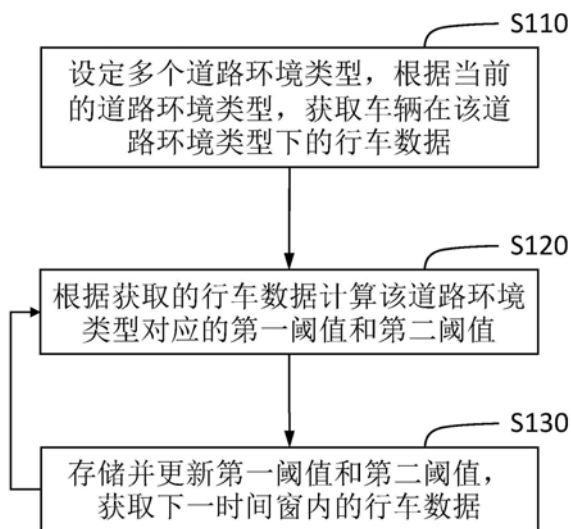 S110
设定多个道路环境类型，根据当前
的道路环境类型，获取车辆在该道
路环境类型下的行车数据
S120
根据获取的行车数据计算该道路环境
类型对应的第一阈值和第二阈值
S130
存储并更新第一阈值和第二阈值，
获取下一时间窗内的行车数据